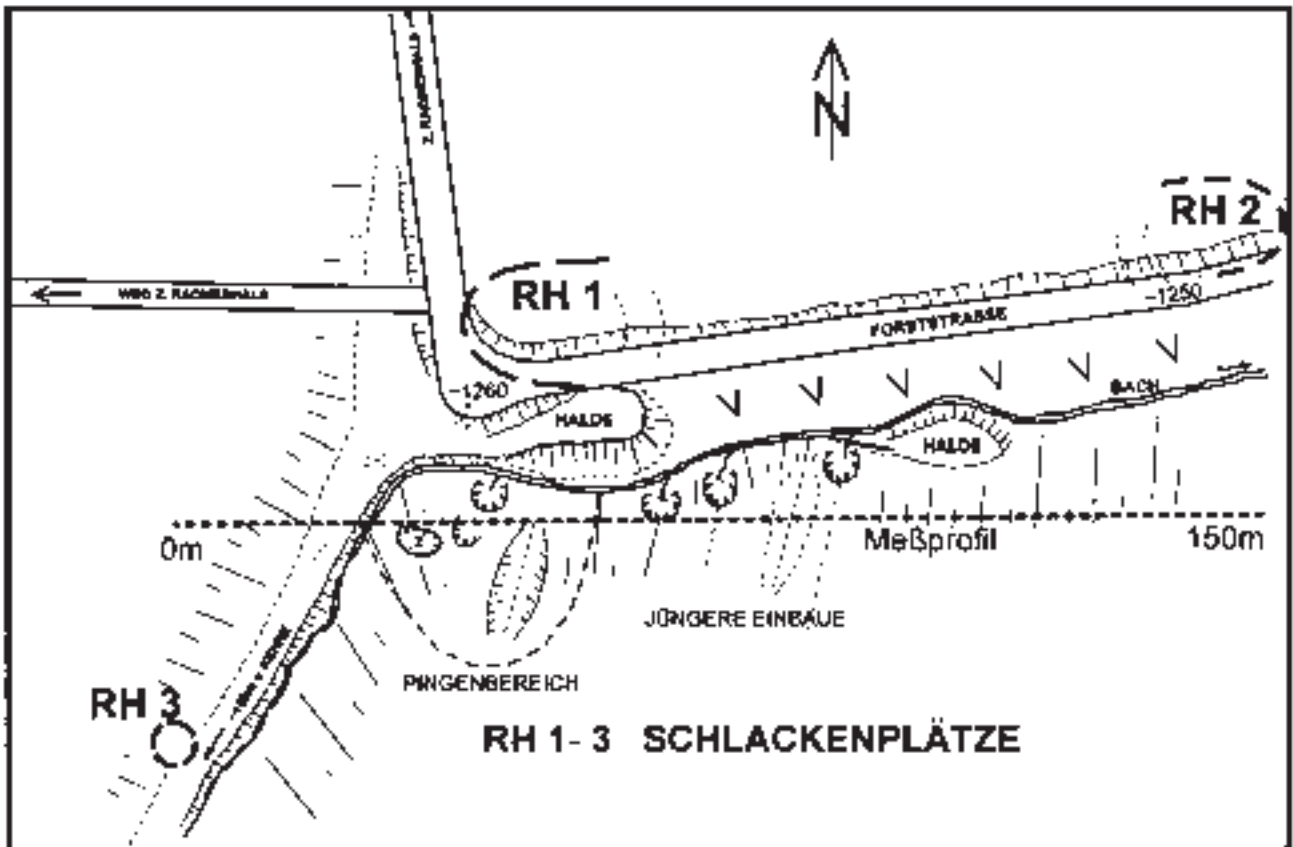 N
RH 2
RH 1
~1250
FORSTSTRASSE
~1260
BACH
HALDE
HALDE
0m
Meßprofil
150m
JÜNGERE EINBAUE
PINGENBEREICH
RH 3
RH 1- 3 SCHLACKENPLÄTZE